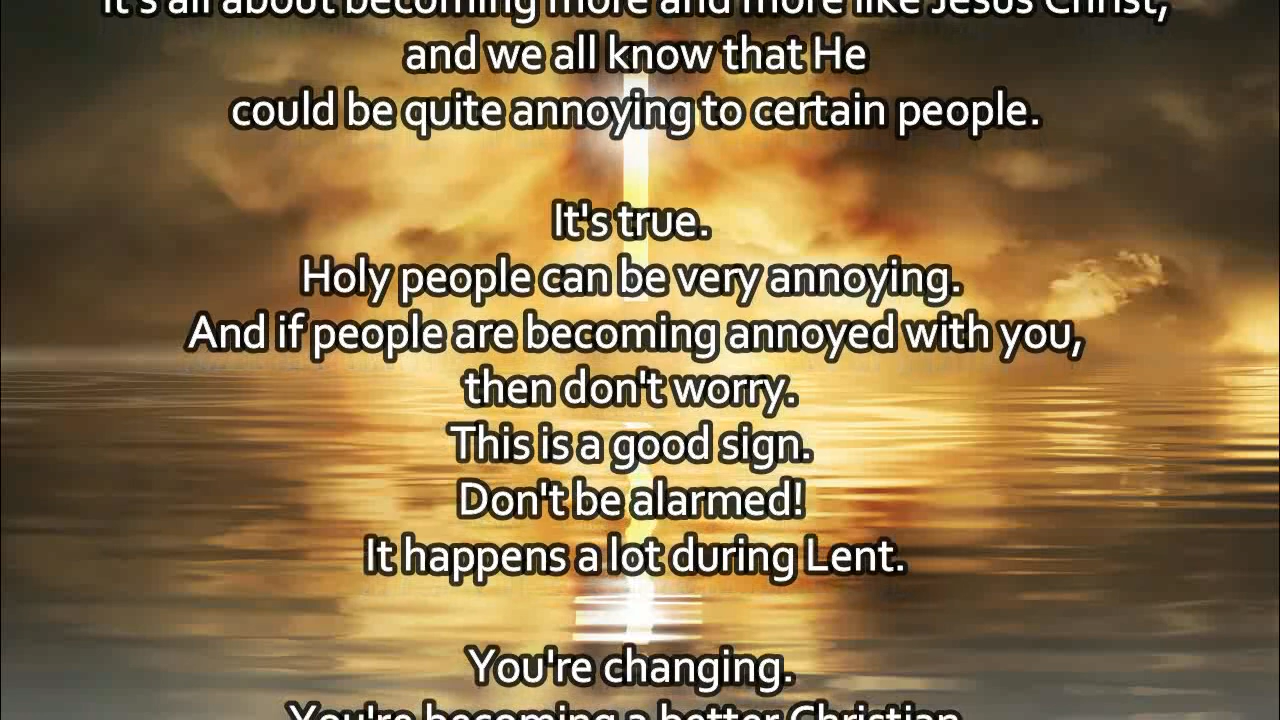 It's all about becoming more and more like Jesus Christ,
and we all know that He
could be quite annoying to certain people.
It's true.
Holy people can be very annoying.
And if people are becoming annoyed with you,
then don't worry.
This is a good sign.
Don't be alarmed!
It happens a lot during Lent.
You're changing.
You're becoming a better Christian